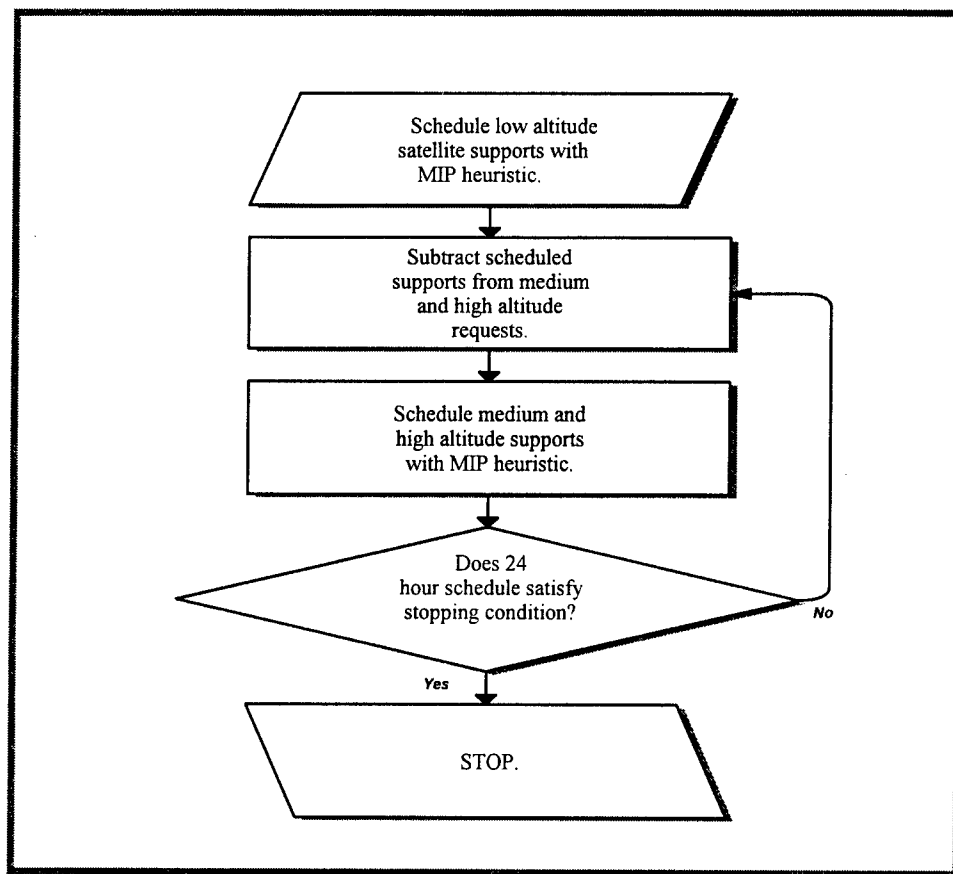 Schedule low altitude
satellite supports with
MIP heuristic.
Subtract scheduled
supports from medium
and high altitude
requests.
Schedule medium and
high altitude supports
with MIP heuristic.
Does 24
hour schedule satisfy
stopping condition?
No
Yes
STOP.